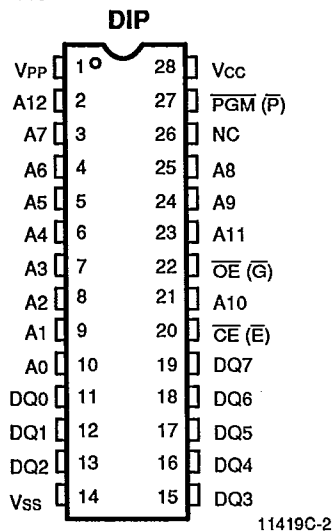 DIP
VPP 1 28 VCC
A12 2 27 PGM (P)
A7 3 26 NC
A6 4 25 A8
A5 5 24 A9
A4 6 23 A11
A3 7 22 OE (G)
A2 8 21 A10
A1 9 20 CE (E)
A0 10 19 DQ7
DQ0 11 18 DQ6
DQ1 12 17 DQ5
DQ2 13 16 DQ4
VSS 14 15 DQ3
11419C-2